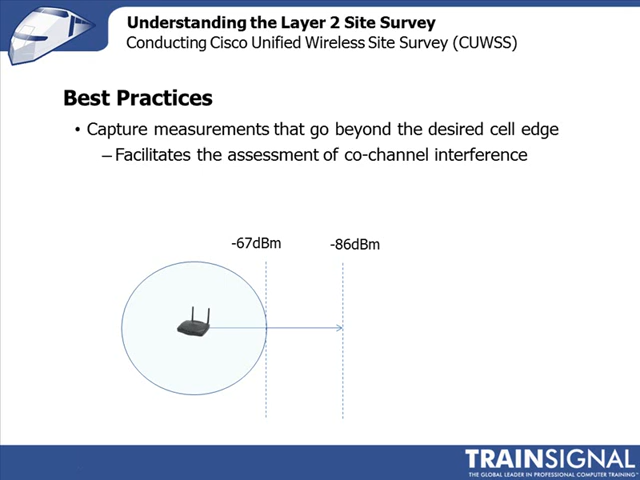 Understanding the Layer 2 Site Survey
Conducting Cisco Unified Wireless Site Survey (CUWSS)
Best Practices
• Capture measurements that go beyond the desired cell edge
– Facilitates the assessment of co-channel interference
-67dBm -86dBm
TRAINSIGNAL
THE GLOBAL LEADER IN PROFESSIONAL COMPUTER TRAINING™